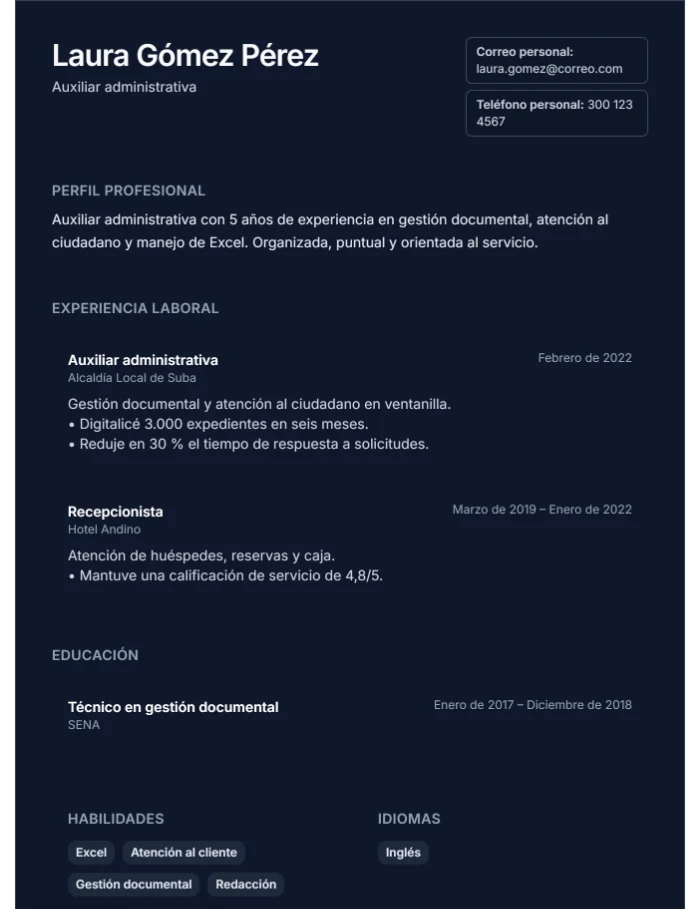 Laura Gómez Pérez
Auxiliar administrativa
Correo personal:
laura.gomez@correo.com
Teléfono personal: 300 123
4567
PERFIL PROFESIONAL
Auxiliar administrativa con 5 años de experiencia en gestión documental, atención al
ciudadano y manejo de Excel. Organizada, puntual y orientada al servicio.
EXPERIENCIA LABORAL
Auxiliar administrativa
Febrero de 2022
Alcaldía Local de Suba
Gestión documental y atención al ciudadano en ventanilla.
• Digitalicé 3.000 expedientes en seis meses.
• Reduje en 30 % el tiempo de respuesta a solicitudes.
Recepcionista
Marzo de 2019 – Enero de 2022
Hotel Andino
Atención de huéspedes, reservas y caja.
• Mantuve una calificación de servicio de 4,8/5.
EDUCACIÓN
Técnico en gestión documental
Enero de 2017 – Diciembre de 2018
SENA
HABILIDADES
Excel
Atención al cliente
Gestión documental
Redacción
IDIOMAS
Inglés